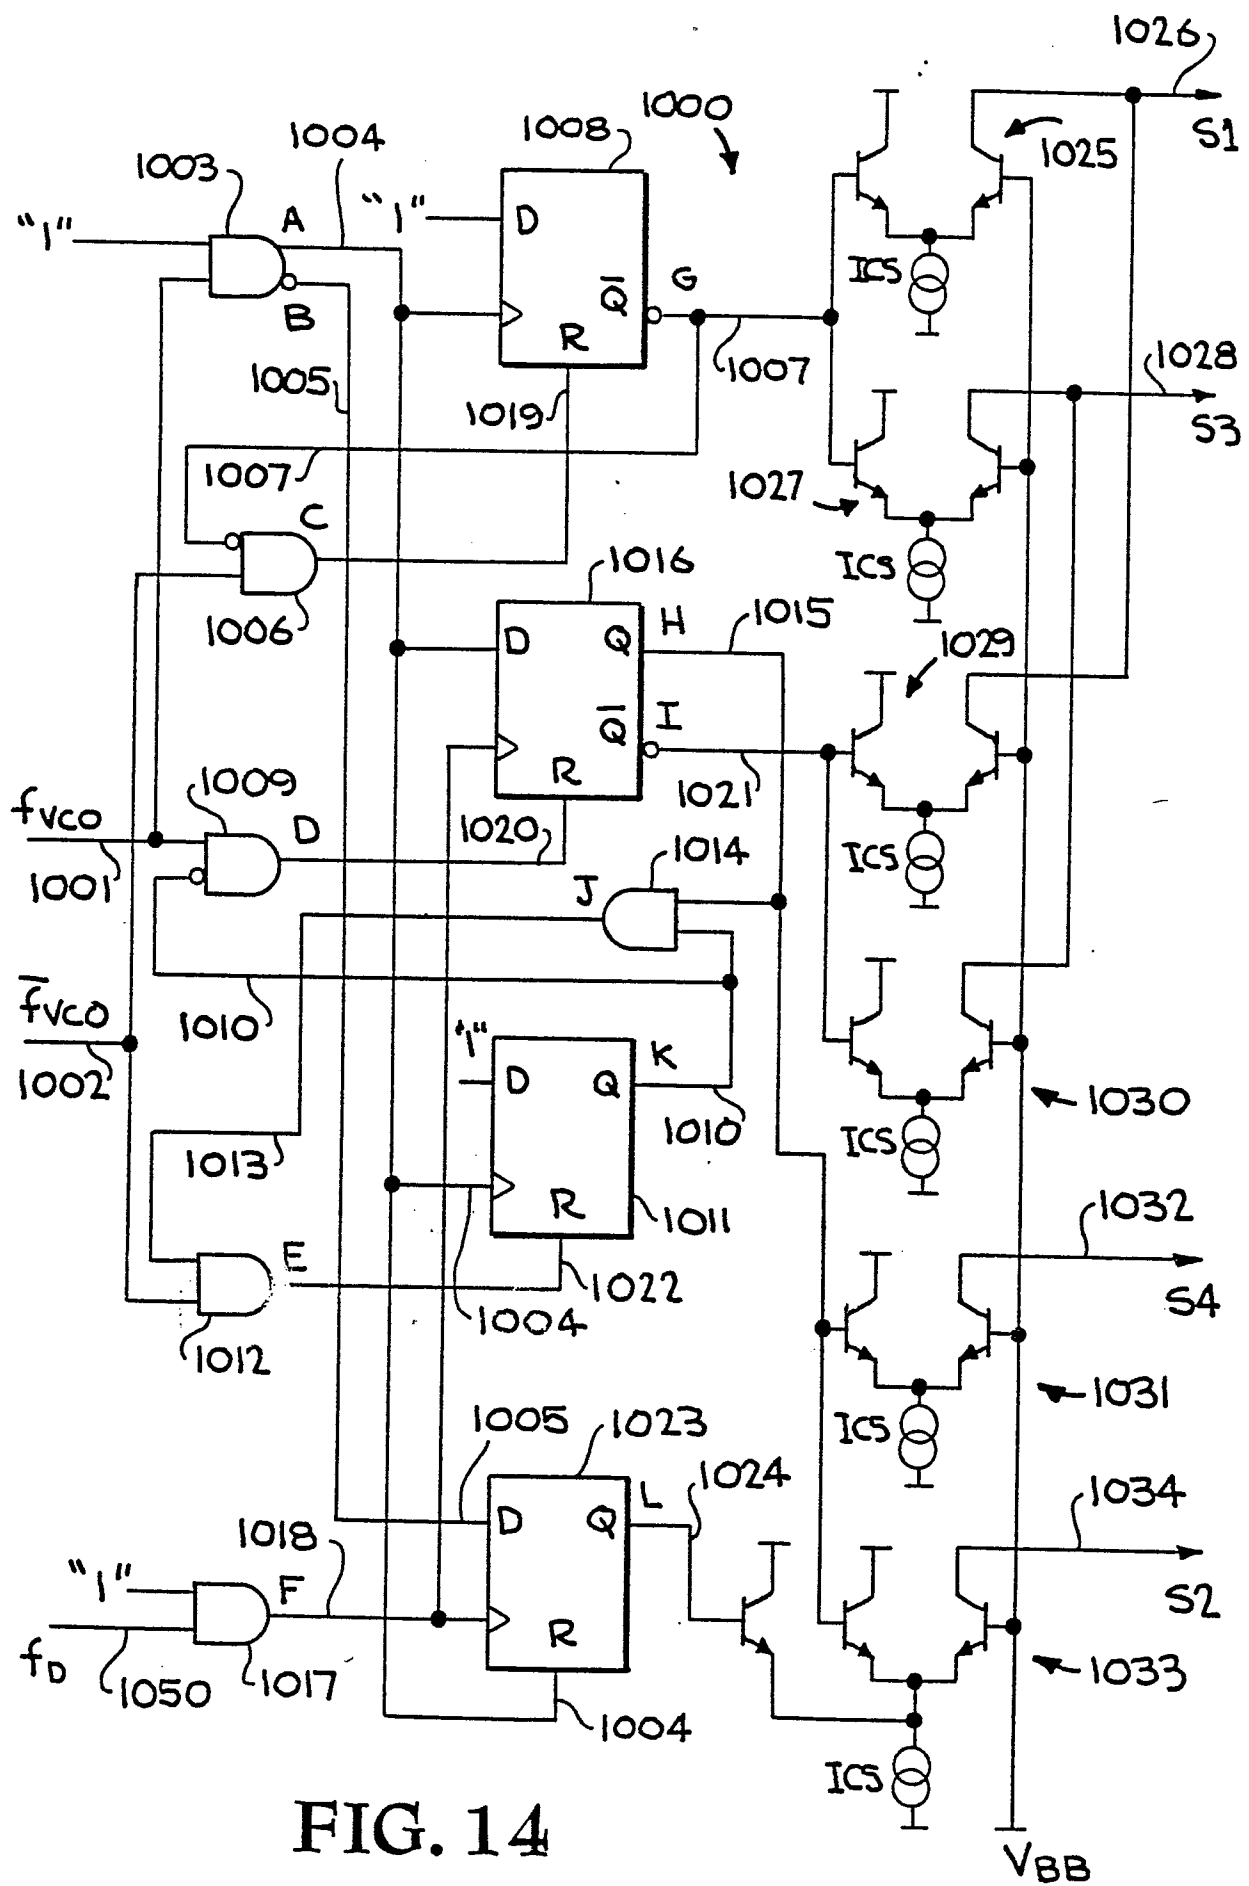 1026
1000
1008
1004
1003
S1
1025
"1"
A
"1"
D
ICS
B
Q̅
G
R
1007
1028
1005
1019
S3
1007
1027
C
ICS
1016
1006
D
Q
H
1015
1029
Q̅
I
R
1009
1021
fVCO
D
1020
1014
ICS
1001
J
f̅VCO
1010
"1"
D
Q
K
1002
1030
1010
ICS
1013
R
1011
1032
E
1022
S4
1004
1012
1031
1005
1023
ICS
1024
L
1034
1018
D
Q
"1"
F
S2
R
fD
1017
1033
1050
1004
ICS
FIG. 14
VBB